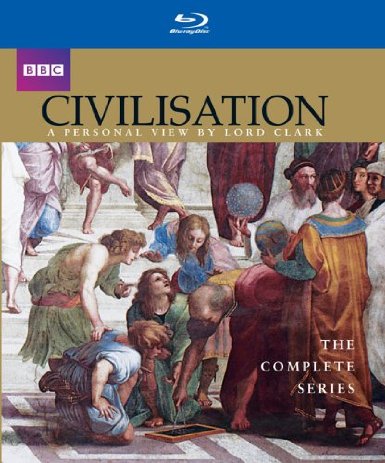 Blu-ray Disc
BBC
CIVILISATION
A PERSONAL VIEW BY LORD CLARK
THE
COMPLETE
SERIES